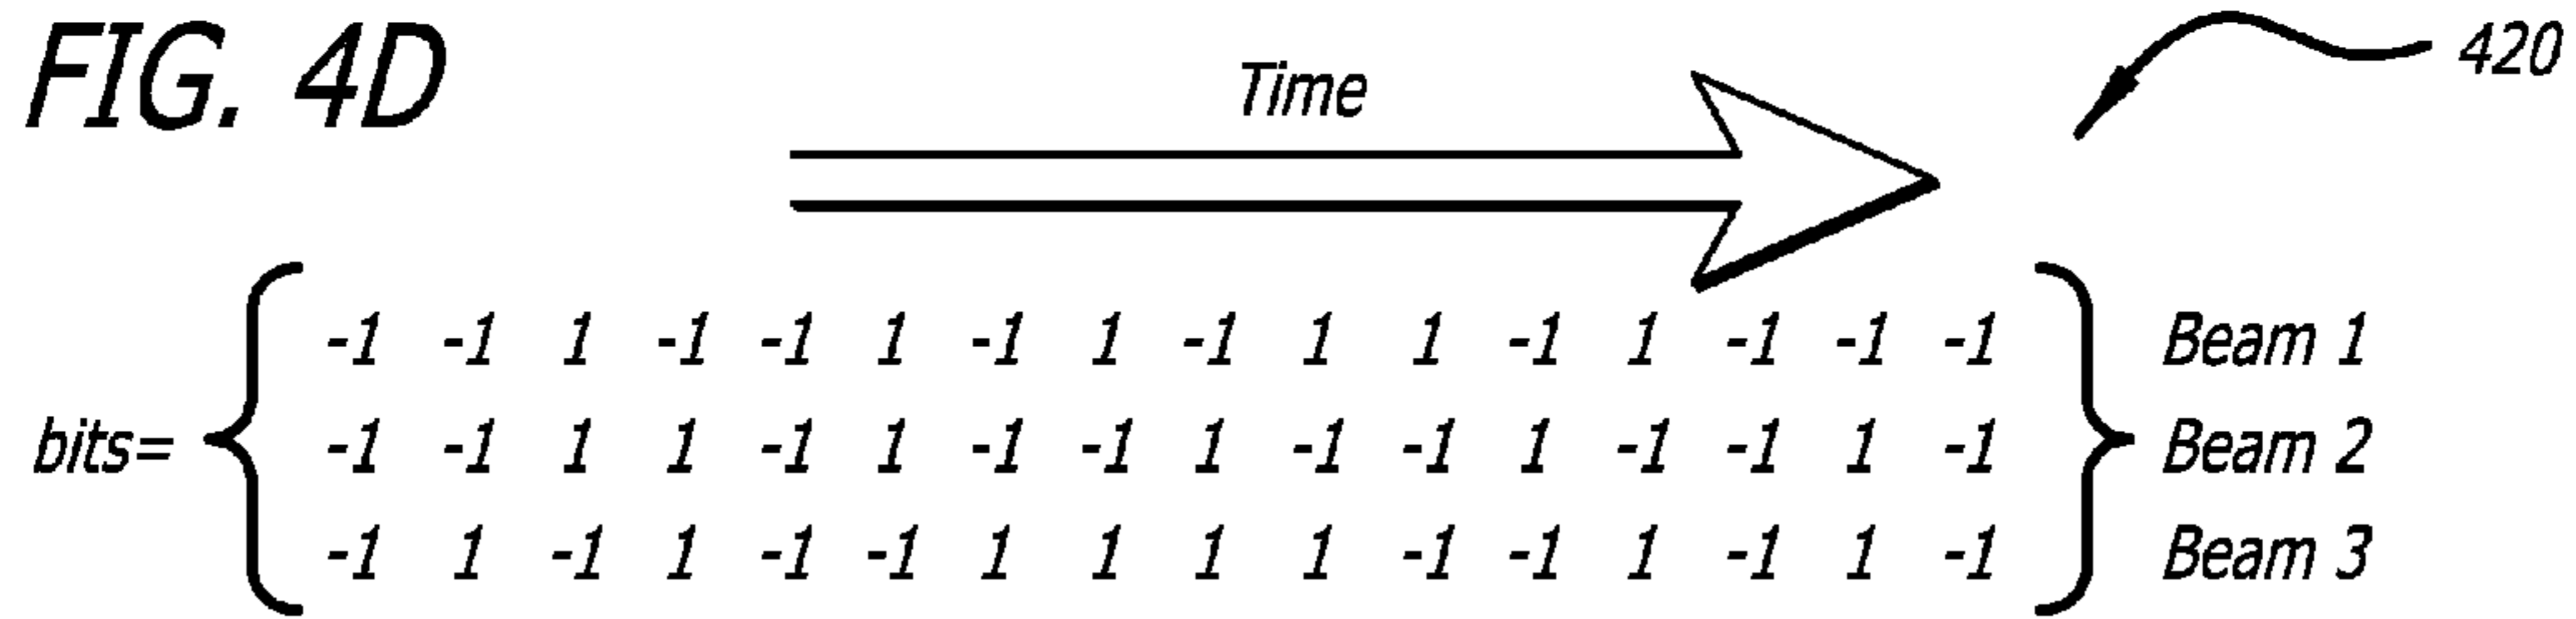 FIG. 4D
Time
420
-1 -1 1 -1 -1 1 -1 1 -1 1 1 -1 1 -1 -1 -1 Beam 1
bits= -1 -1 1 1 -1 1 -1 -1 1 -1 -1 1 -1 -1 1 -1 Beam 2
-1 1 -1 1 -1 -1 1 1 1 1 -1 -1 1 -1 1 -1 Beam 3